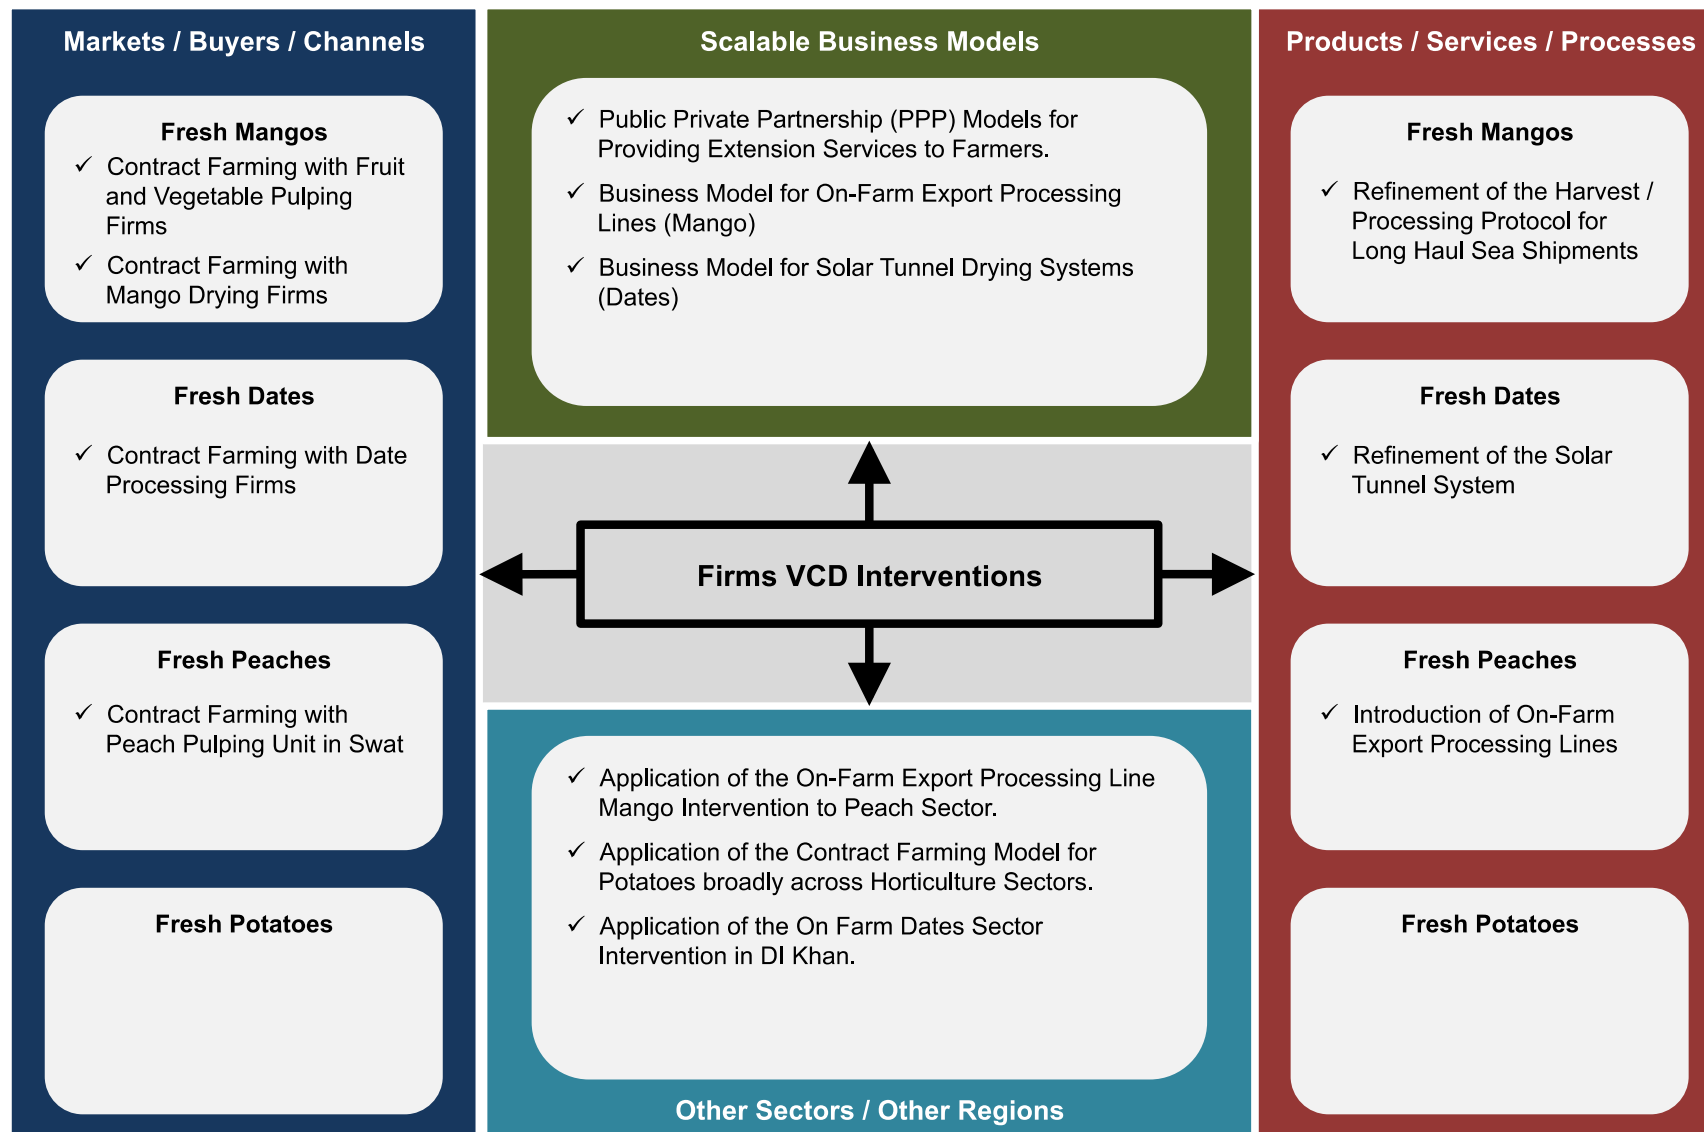 Markets / Buyers / Channels
Fresh Mangos
✓ Contract Farming with Fruit
and Vegetable Pulping
Firms
✓ Contract Farming with
Mango Drying Firms
Fresh Dates
✓ Contract Farming with Date
Processing Firms
Fresh Peaches
✓ Contract Farming with
Peach Pulping Unit in Swat
Fresh Potatoes
Scalable Business Models
✓ Public Private Partnership (PPP) Models for
Providing Extension Services to Farmers.
✓ Business Model for On-Farm Export Processing
Lines (Mango)
✓ Business Model for Solar Tunnel Drying Systems
(Dates)
Firms VCD Interventions
✓ Application of the On-Farm Export Processing Line
Mango Intervention to Peach Sector.
✓ Application of the Contract Farming Model for
Potatoes broadly across Horticulture Sectors.
✓ Application of the On Farm Dates Sector
Intervention in DI Khan.
Other Sectors / Other Regions
Products / Services / Processes
Fresh Mangos
✓ Refinement of the Harvest /
Processing Protocol for
Long Haul Sea Shipments
Fresh Dates
✓ Refinement of the Solar
Tunnel System
Fresh Peaches
✓ Introduction of On-Farm
Export Processing Lines
Fresh Potatoes